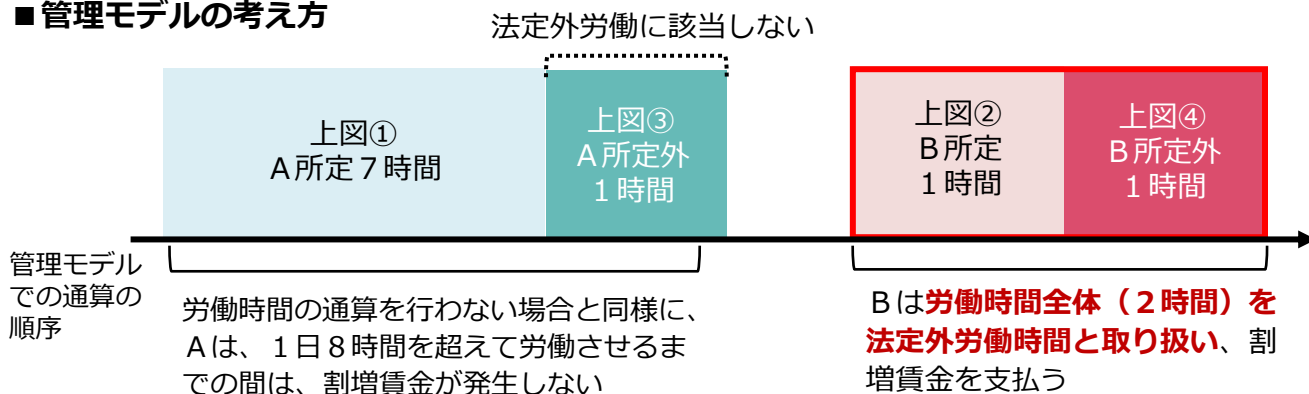 ■管理モデルの考え方
法定外労働に該当しない
上図①
Ａ所定７時間
上図③
Ａ所定外
１時間
上図②
Ｂ所定
１時間
上図④
Ｂ所定外
１時間
管理モデル
での通算の
順序
労働時間の通算を行わない場合と同様に、
Ａは、１日８時間を超えて労働させるま
での間は、割増賃金が発生しない
Ｂは労働時間全体（２時間）を
法定外労働時間と取り扱い、割
増賃金を支払う